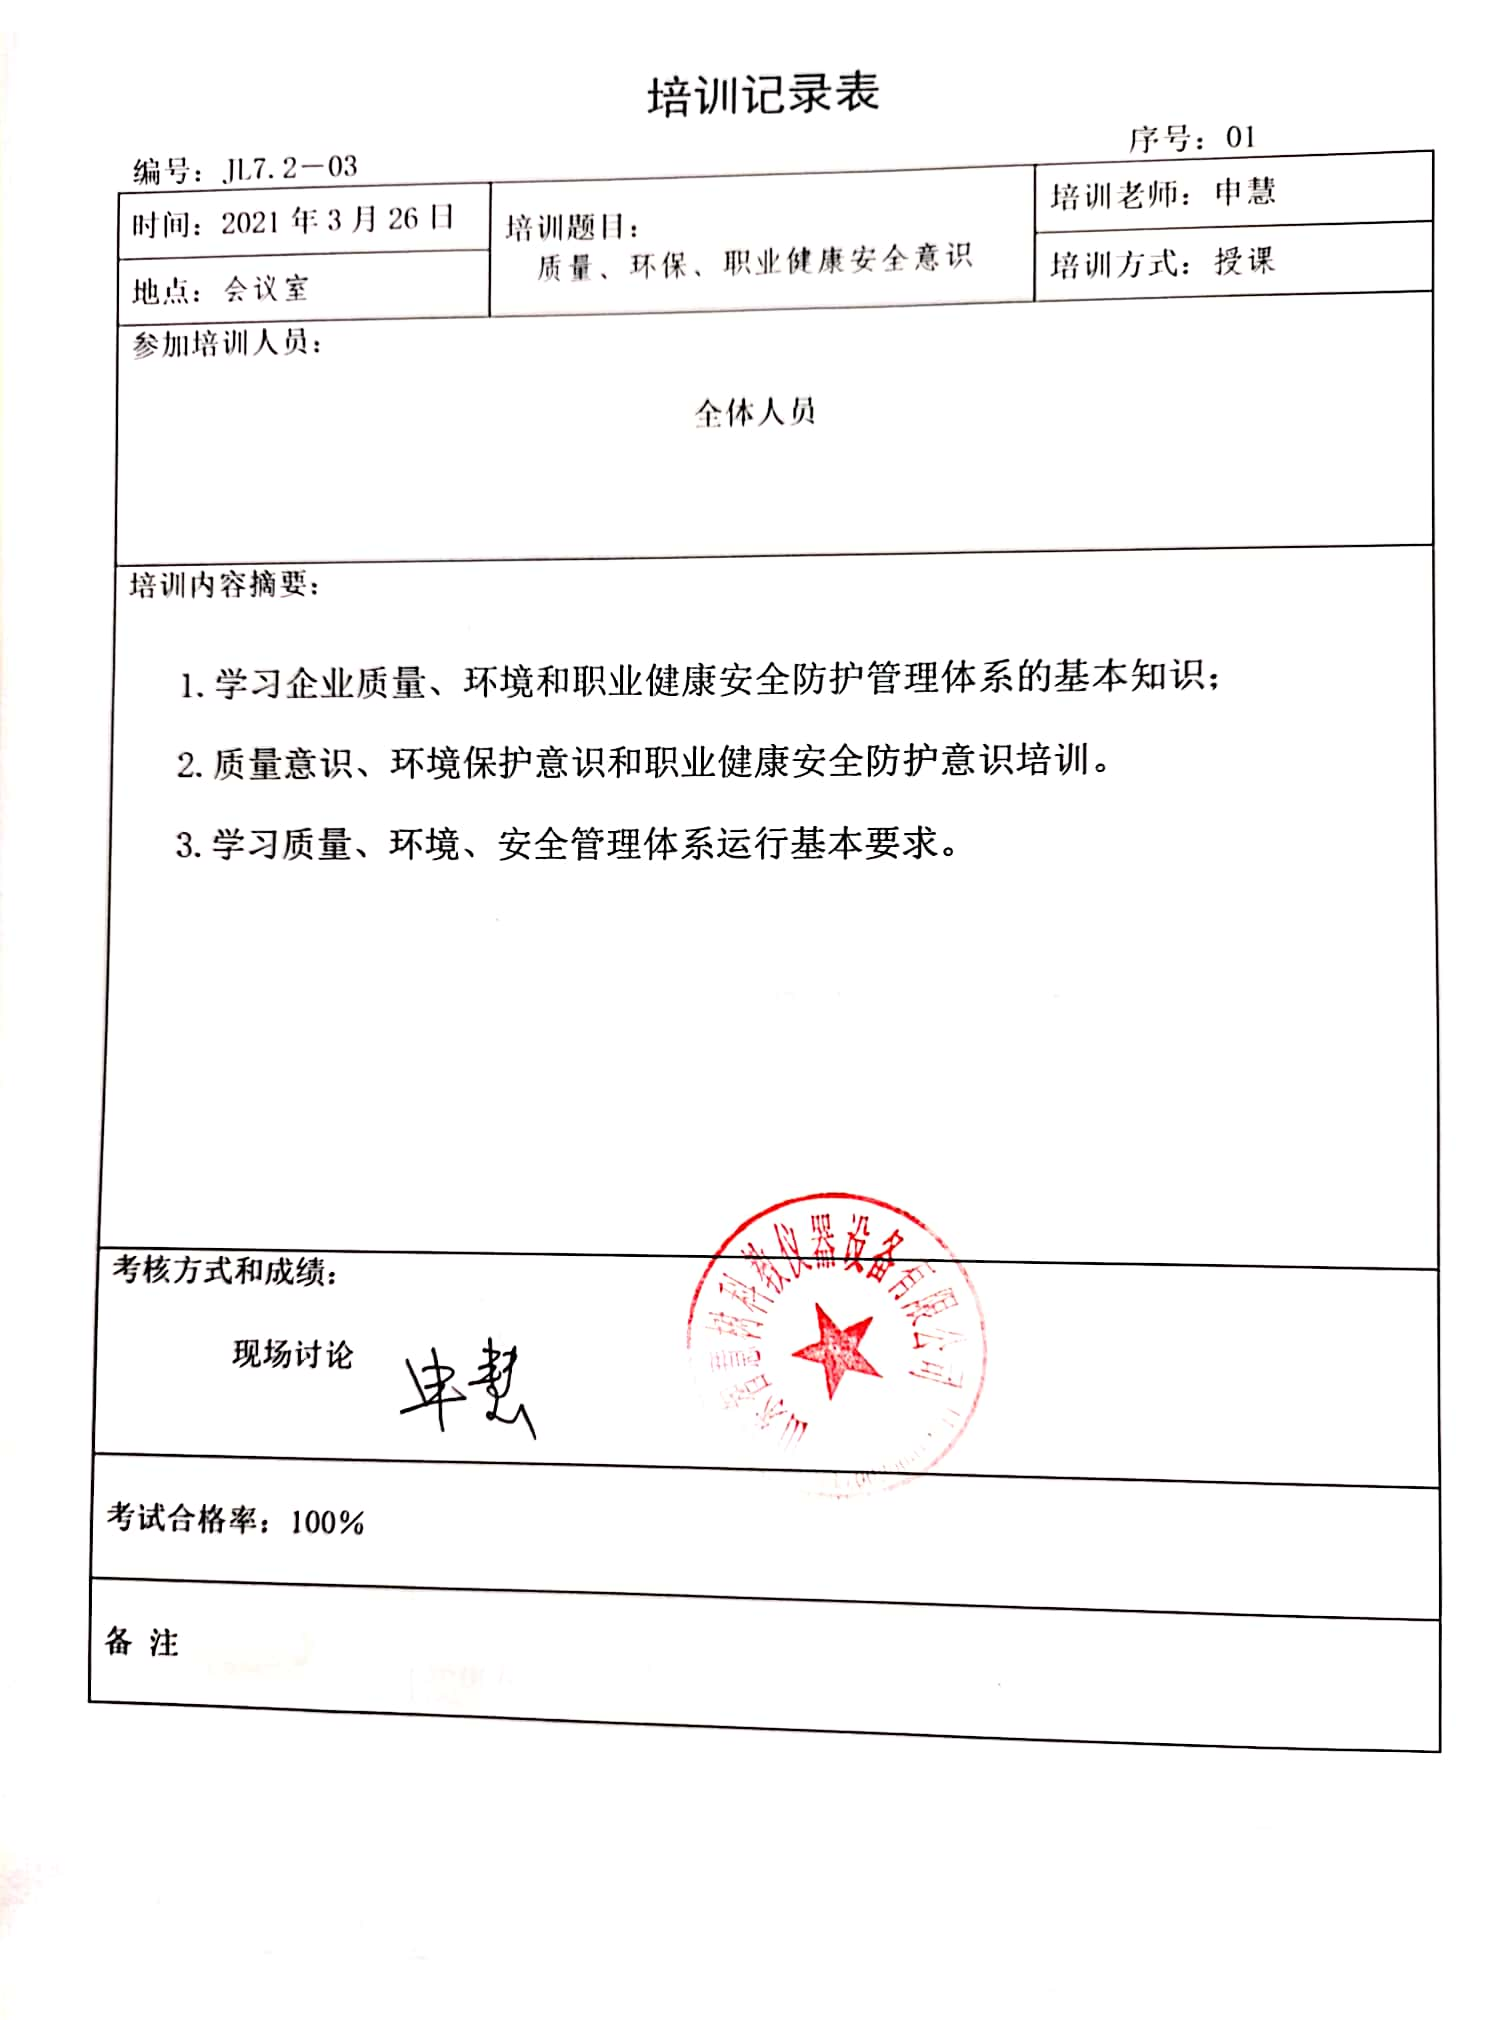 培训记录表
序号：01
编号：JL7.2－03
时间：2021 年 3 月 26 日
地点：会议室
培训题目：
质量、环保、职业健康安全意识
培训老师：申慧
培训方式：授课
参加培训人员：
全体人员
培训内容摘要：
1.学习企业质量、环境和职业健康安全防护管理体系的基本知识；
2.质量意识、环境保护意识和职业健康安全防护意识培训。
3.学习质量、环境、安全管理体系运行基本要求。
考核方式和成绩：
现场讨论
申慧
山东智慧树科教仪器设备有限公司
考试合格率：100%
备 注